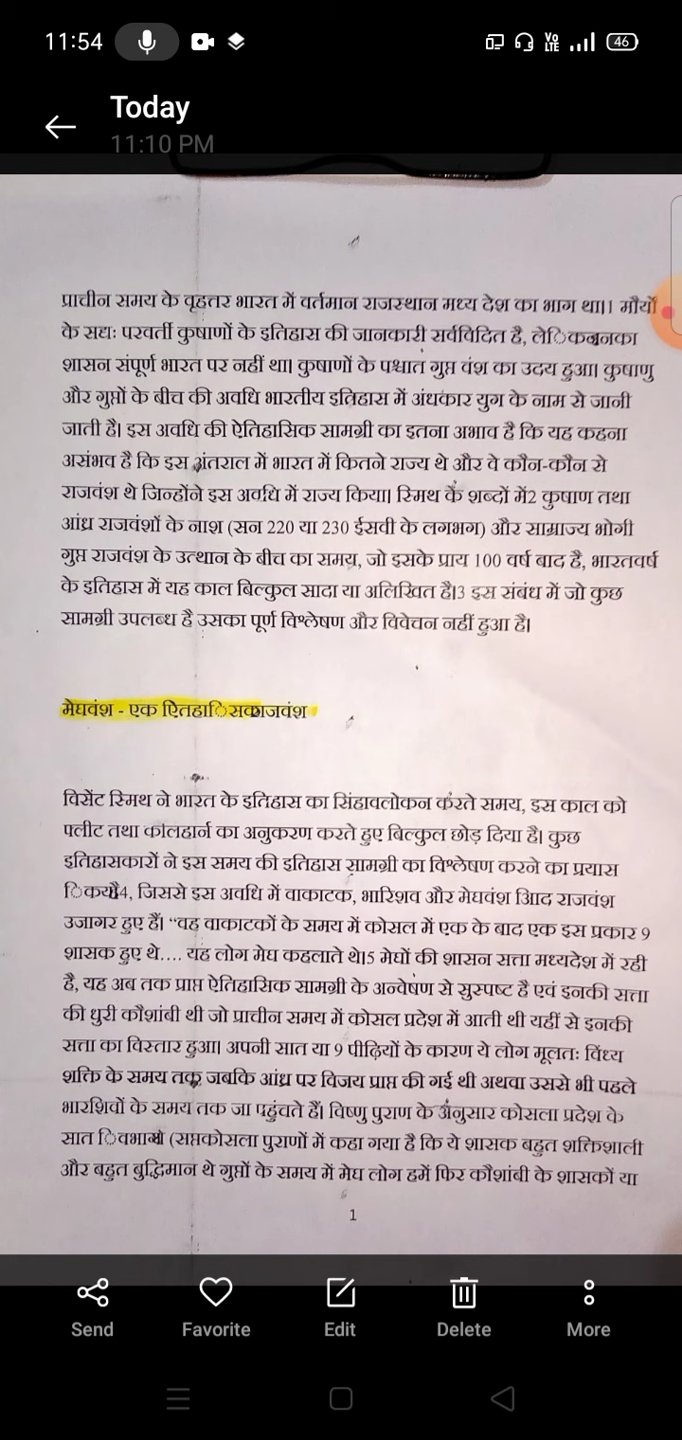 11:54
VO LTE
46
Today
11:10 PM
प्राचीन समय के वृहत्तर भारत में वर्तमान राजस्थान मध्य देश का भाग था।1 मौर्यों
के सद्यः परवर्ती कुषाणों के इतिहास की जानकारी सर्वविदित है,
शासन संपूर्ण भारत पर नहीं था। कुषाणों के पश्चात गुप्त वंश का उदय हुआ। कुषाणु
और गुप्तों के बीच की अवधि भारतीय इतिहास में अंधकार युग के नाम से जानी
जाती है। इस अवधि की ऐतिहासिक सामग्री का इतना अभाव है कि यह कहना
असंभव है कि इस अंतराल में भारत में कितने राज्य थे और वे कौन-कौन से
राजवंश थे जिन्होंने इस अवधि में राज्य किया। स्मिथ के शब्दों में2 कुषाण तथा
आंध्र राजवंशों के नाश (सन 220 या 230 ईसवी के लगभग) और साम्राज्य भोगी
गुप्त राजवंश के उत्थान के बीच का समय, जो इसके प्राय 100 वर्ष बाद है, भारतवर्ष
के इतिहास में यह काल बिल्कुल सादा या अलिखित है।3 इस संबंध में जो कुछ
सामग्री उपलब्ध है उसका पूर्ण विश्लेषण और विवेचन नहीं हुआ है।
मेघवंश - एक
विसेंट स्मिथ ने भारत के इतिहास का सिंहावलोकन करते समय, इस काल को
फ्लीट तथा कीलहार्न का अनुकरण करते हुए बिल्कुल छोड़ दिया है। कुछ
इतिहासकारों ने इस समय की इतिहास सामग्री का विश्लेषण करने का प्रयास
जिससे इस अवधि में वाकाटक, भारिशव और मेघवंश आिद राजवंश
उजागर हुए हैं। "वह वाकाटकों के समय में कोसल में एक के बाद एक इस प्रकार 9
शासक हुए थे.... यह लोग मेघ कहलाते थे।5 मेघों की शासन सत्ता मध्यदेश में रही
है, यह अब तक प्राप्त ऐतिहासिक सामग्री के अन्वेषण से सुस्पष्ट है एवं इनकी सत्ता
की धुरी कौशांबी थी जो प्राचीन समय में कोसल प्रदेश में आती थी यहीं से इनकी
सत्ता का विस्तार हुआ। अपनी सात या 9 पीढ़ियों के कारण ये लोग मूलतः विंध्य
शक्ति के समय तक जबकि आंध्र पर विजय प्राप्त की गई थी अथवा उससे भी पहले
भारशिवों के समय तक जा पहुंचते हैं। विष्णु पुराण के अनुसार कोसला प्रदेश के
सात (सप्तकोसला पुराणों में कहा गया है कि ये शासक बहुत शक्तिशाली
और बहुत बुद्धिमान थे गुप्तों के समय में मेघ लोग हमें फिर कौशांबी के शासकों या
1
Send
Favorite
Edit
Delete
More